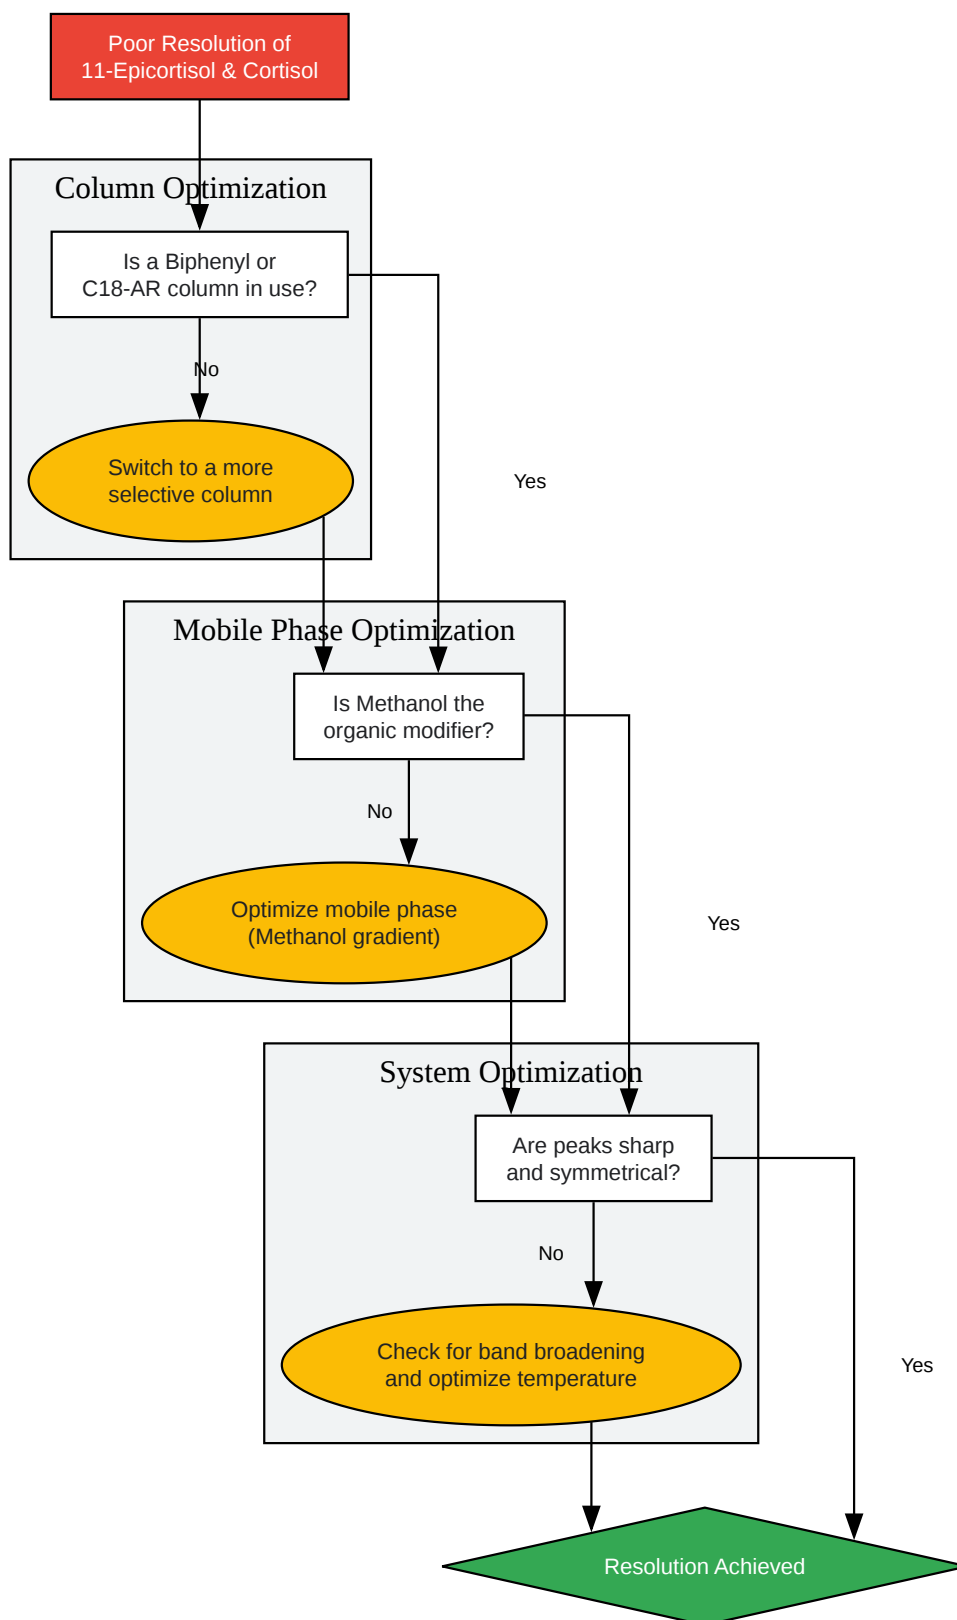 Poor Resolution of
11-Epicortisol & Cortisol
Column Optimization
Is a Biphenyl or
C18-AR column in use?
No
Switch to a more
selective column
Yes
Mobile Phase Optimization
Is Methanol the
organic modifier?
No
Optimize mobile phase
(Methanol gradient)
Yes
System Optimization
Are peaks sharp
and symmetrical?
No
Check for band broadening
and optimize temperature
Yes
Resolution Achieved